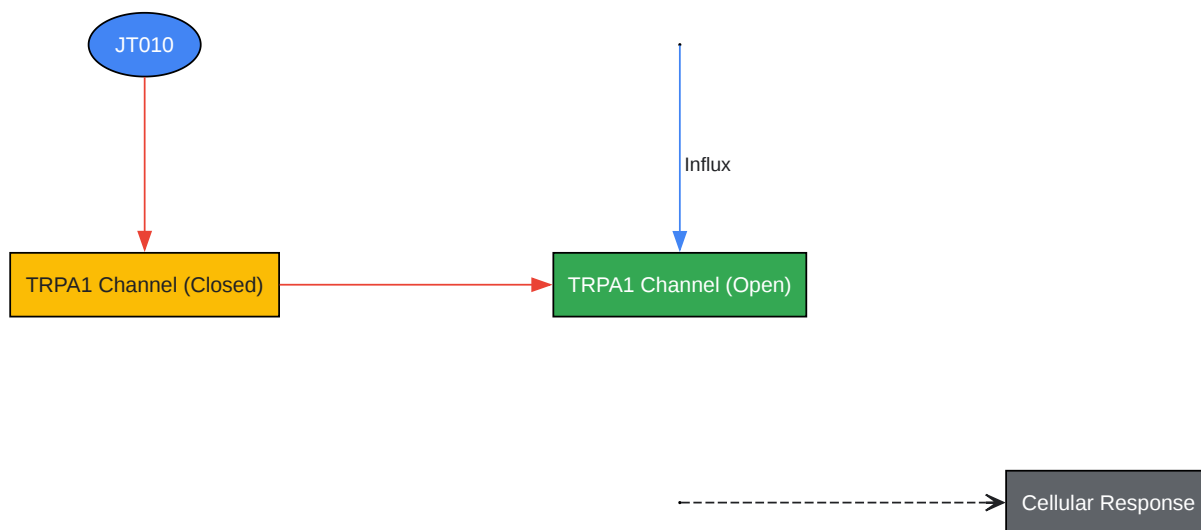 JT010
Influx
TRPA1 Channel (Closed)
TRPA1 Channel (Open)
Cellular Response